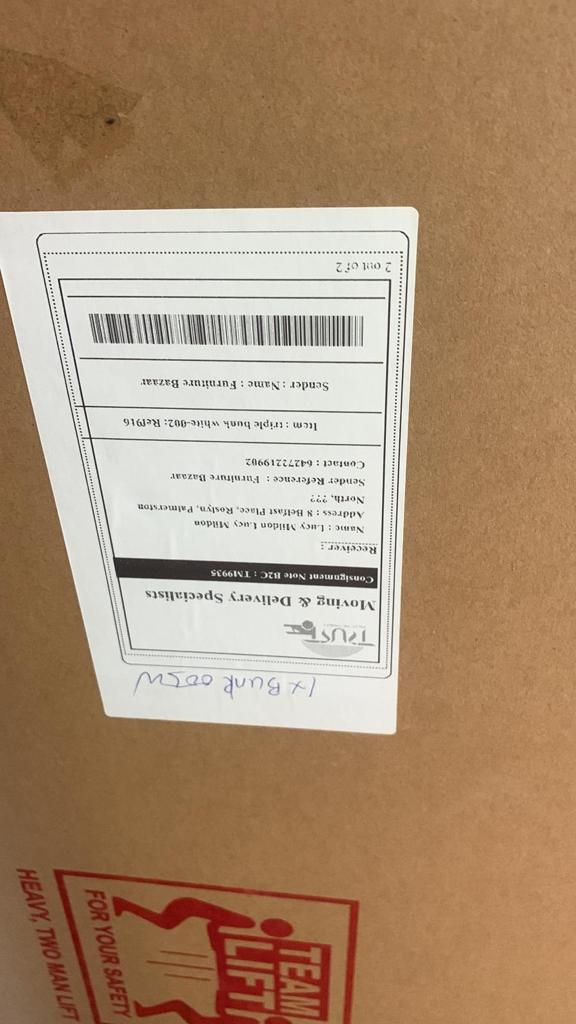 1x Bunk
TRUST
Moving & Delivery Specialists
Consignment Note B2C : TM9935
Receiver :
Name : Lucy Mildon Lucy Mildon
Address : 8 Belfast Place, Roslyn, Palmerston
North, ???
Sender Reference : Furniture Bazaar
Contact : 64272219902
Item : triple bunk white-002: Ref916
Sender : Name : Furniture Bazaar
2 out of 2
TEAM
LIFT
FOR YOUR SAFETY
HEAVY, TWO MAN LIFT